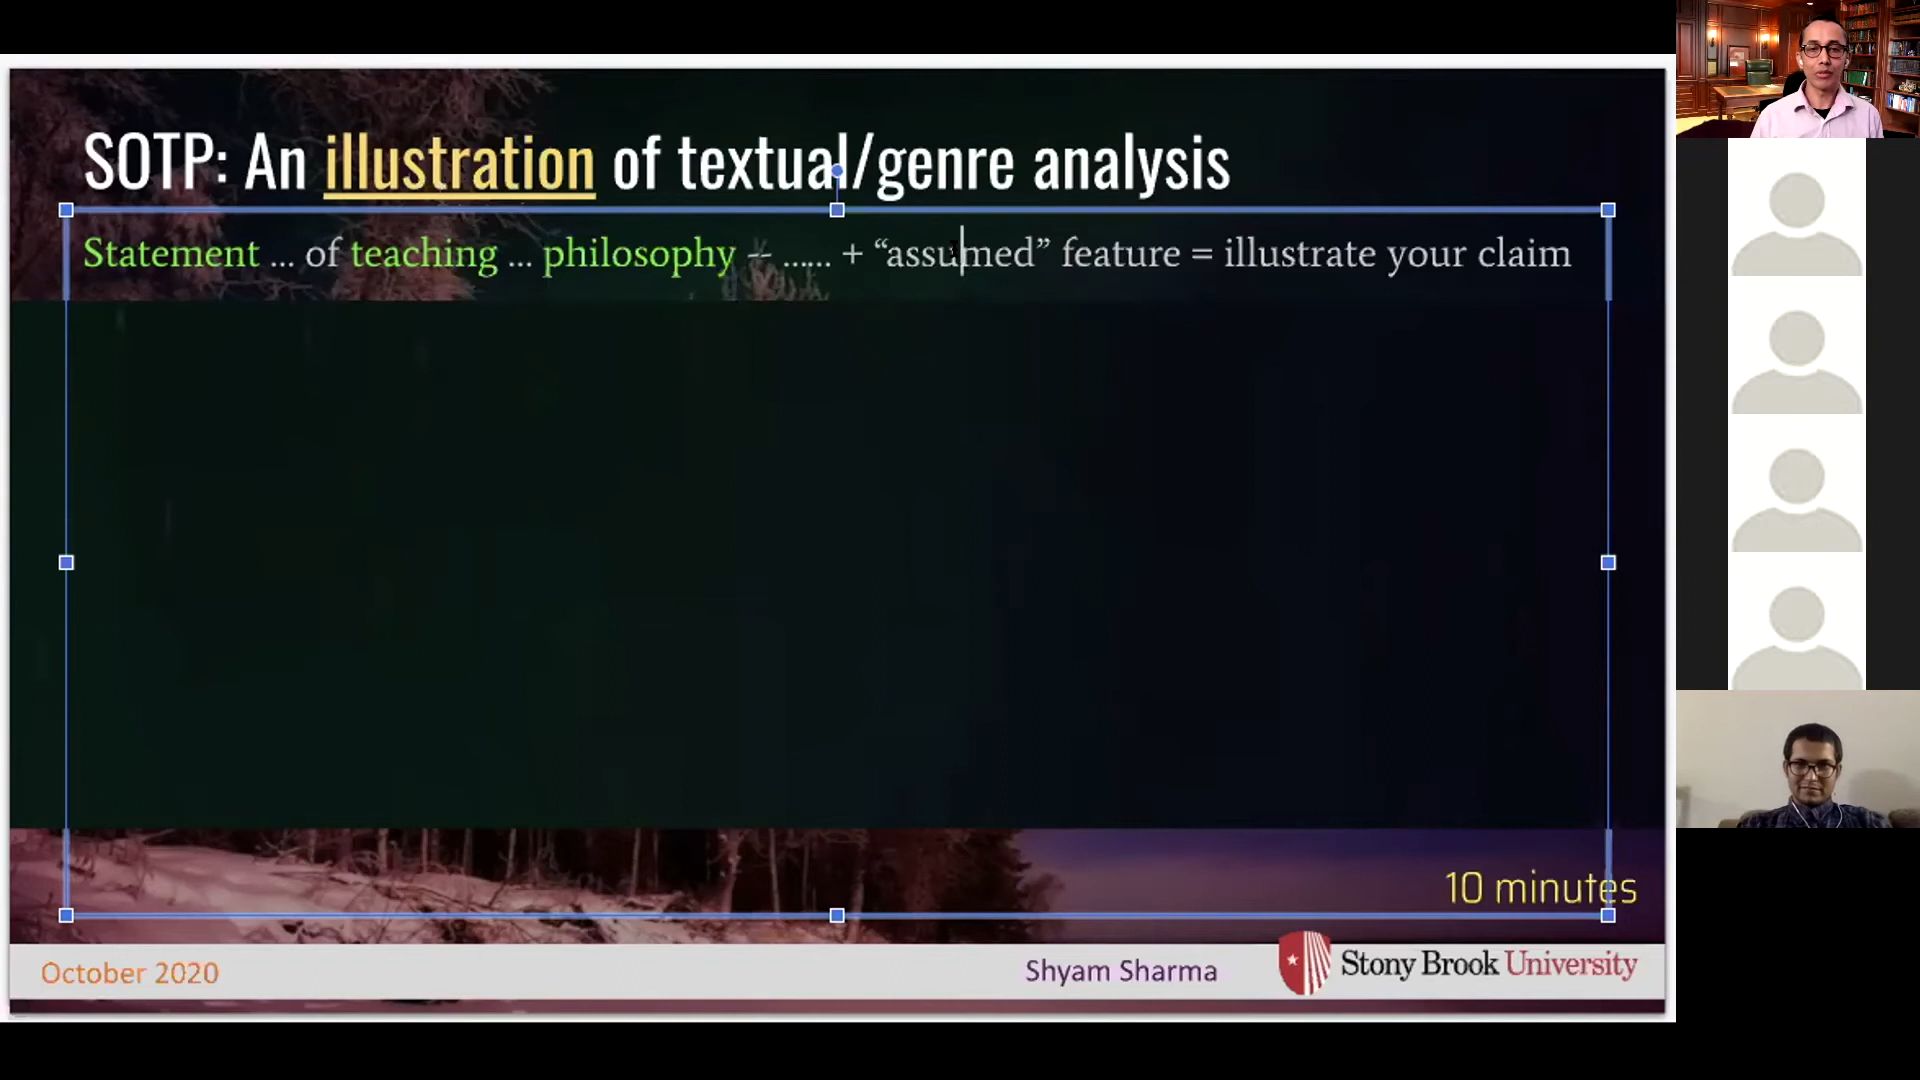 SOTP: An illustration of textual/genre analysis
Statement ... of teaching ... philosophy -- ...... + “assumed” feature = illustrate your claim
10 minutes
October 2020
Shyam Sharma
Stony Brook University